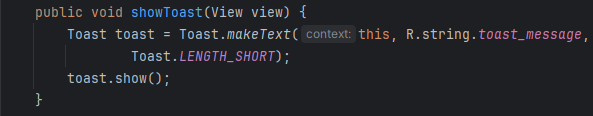 public void showToast(View view) {
Toast toast = Toast.makeText( context: this, R.string.toast_message,
Toast.LENGTH_SHORT);
toast.show();
}